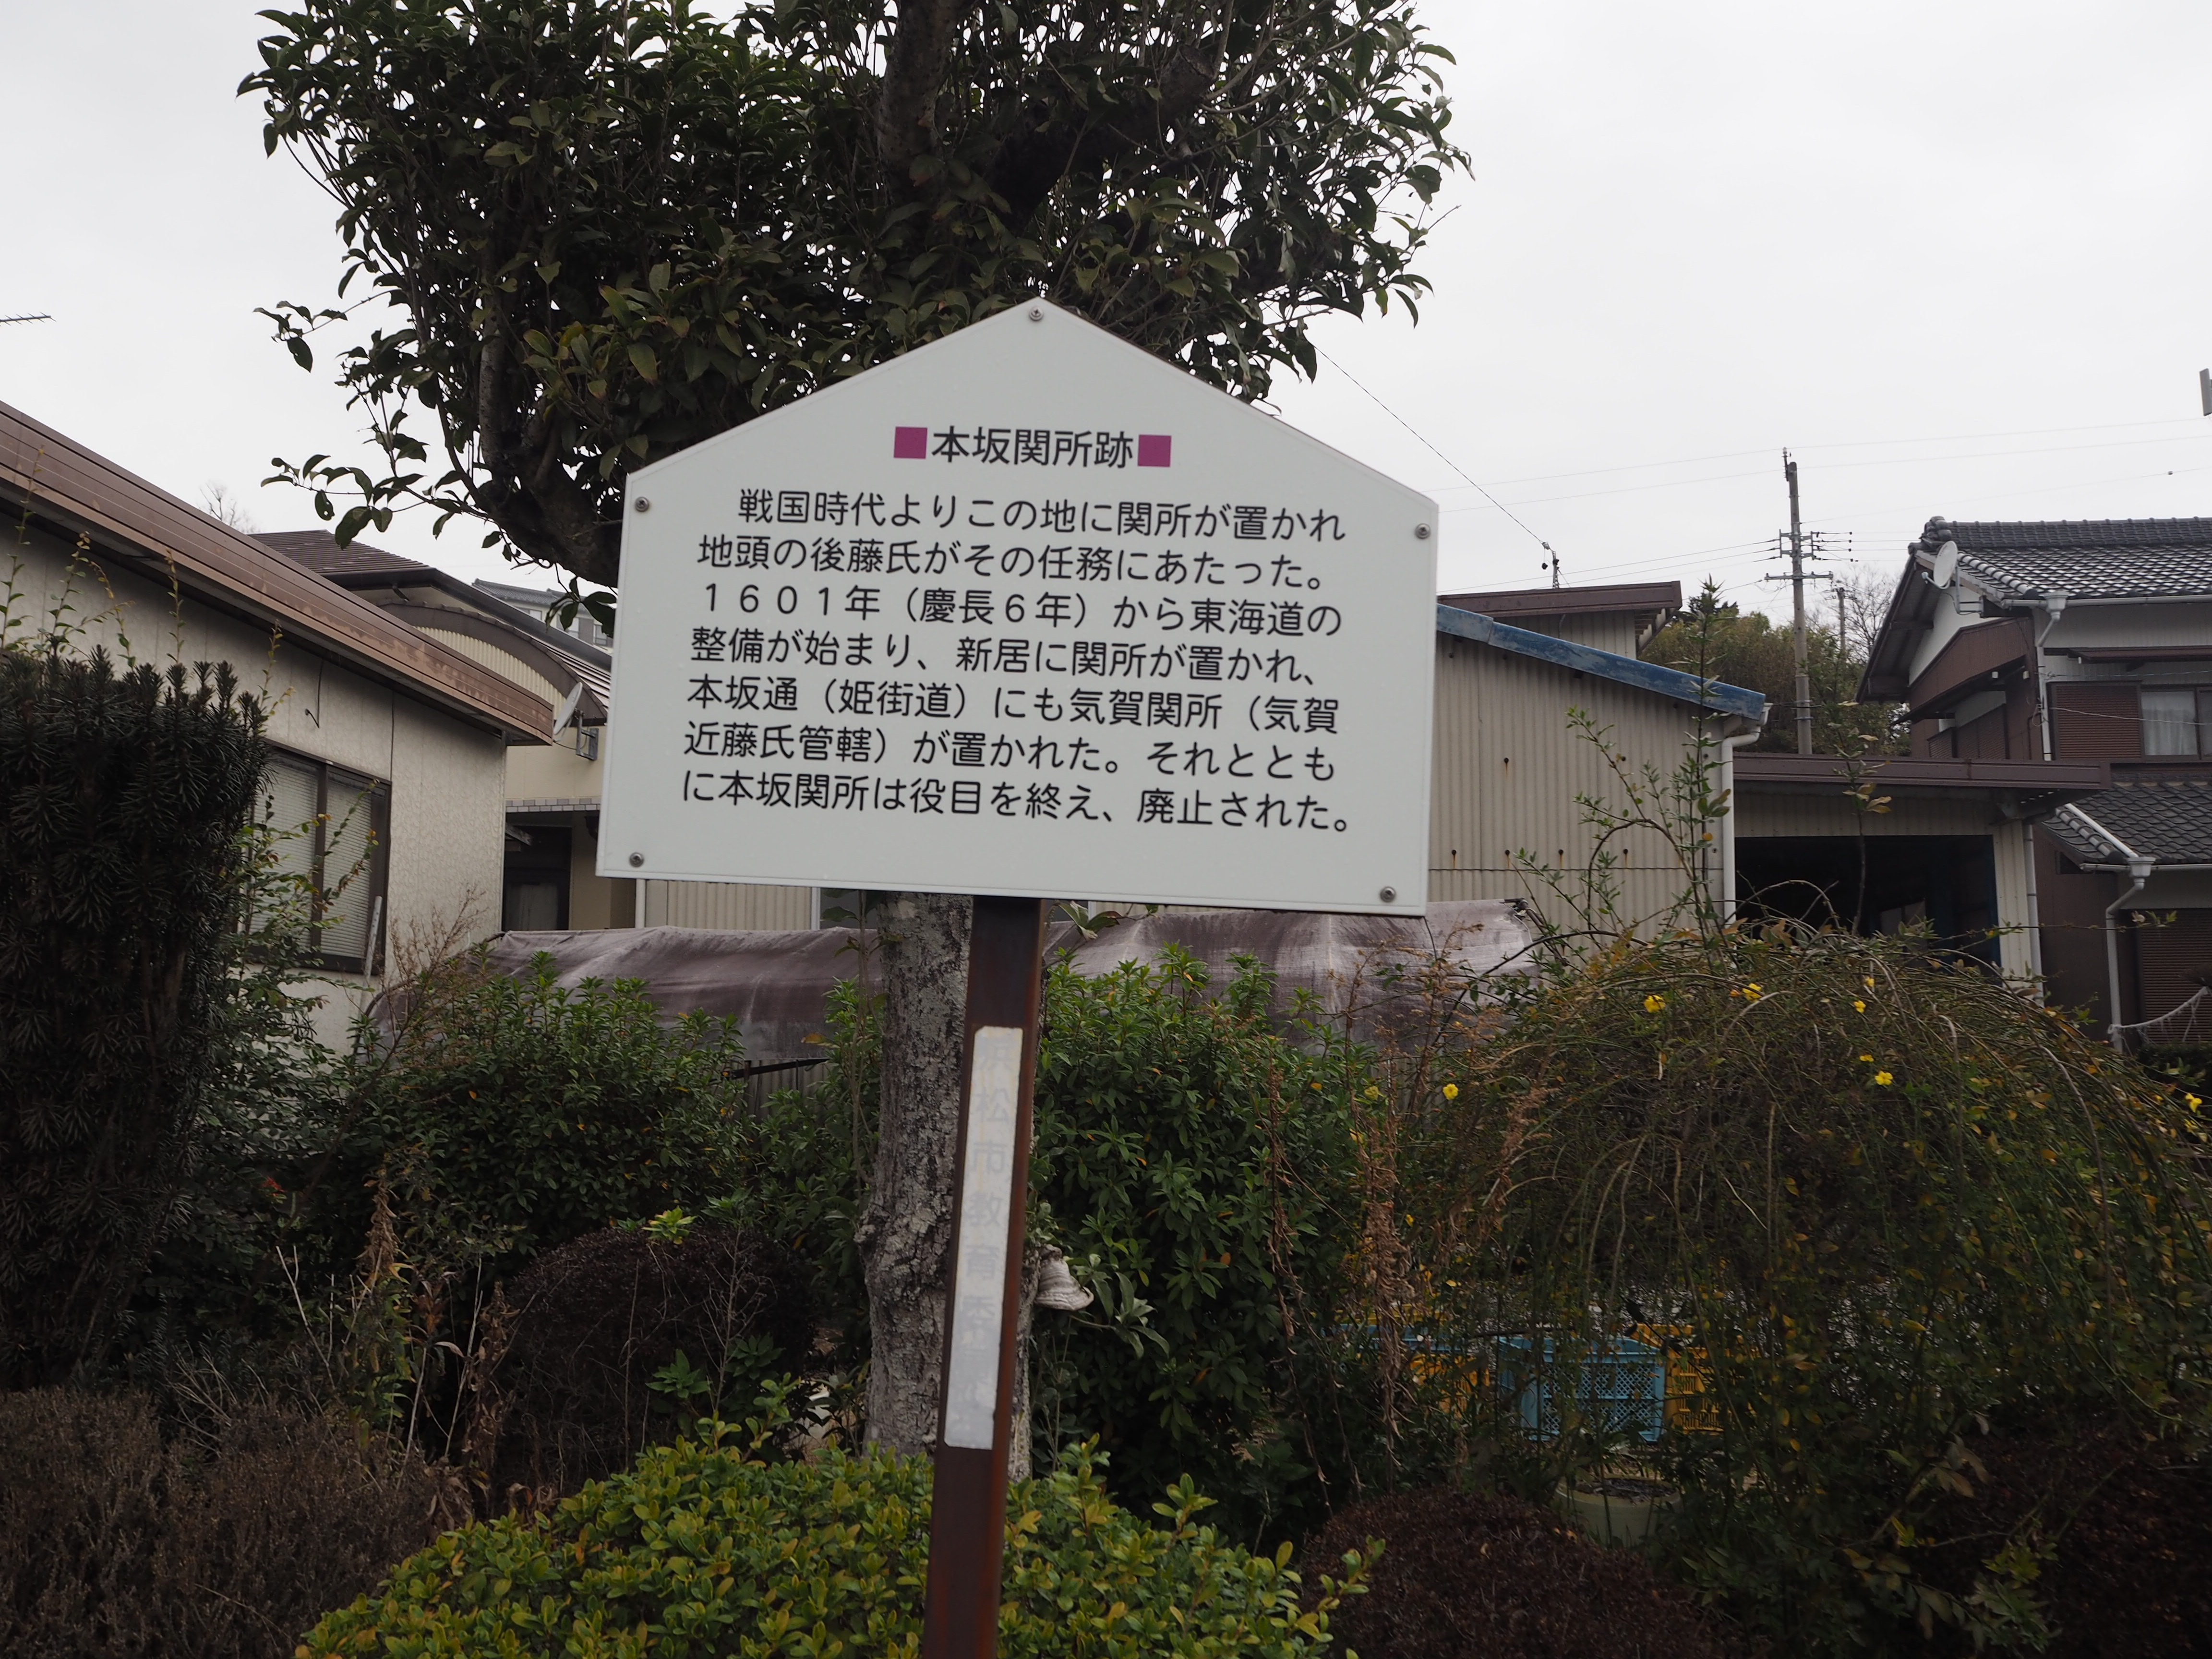 ■本坂関所跡■
戦国時代よりこの地に関所が置かれ
地頭の後藤氏がその任務にあたった。
１６０１年（慶長６年）から東海道の
整備が始まり、新居に関所が置かれ、
本坂通（姫街道）にも気賀関所（気賀
近藤氏管轄）が置かれた。それととも
に本坂関所は役目を終え、廃止された。
浜松市教育委